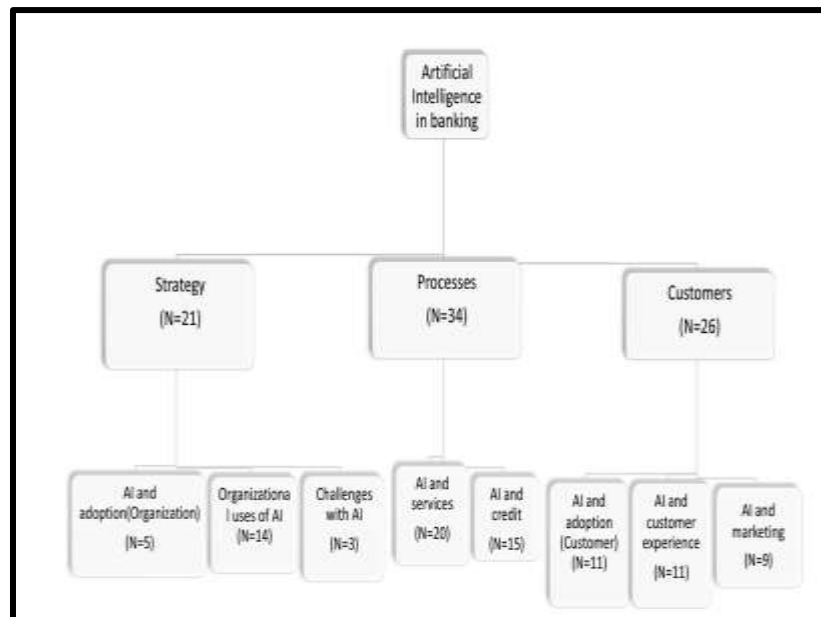 Artificial
Intelligence
in banking
Strategy
(N=21)
Processes
(N=34)
Customers
(N=26)
AI and
adoption(Organization)
(N=5)
Organizationa
l uses of AI
(N=14)
Challenges
with AI
(N=3)
AI and
services
(N=20)
AI and
credit
(N=15)
AI and
adoption
(Customer)
(N=11)
AI and
customer
experience
(N=11)
AI and
marketing
(N=9)